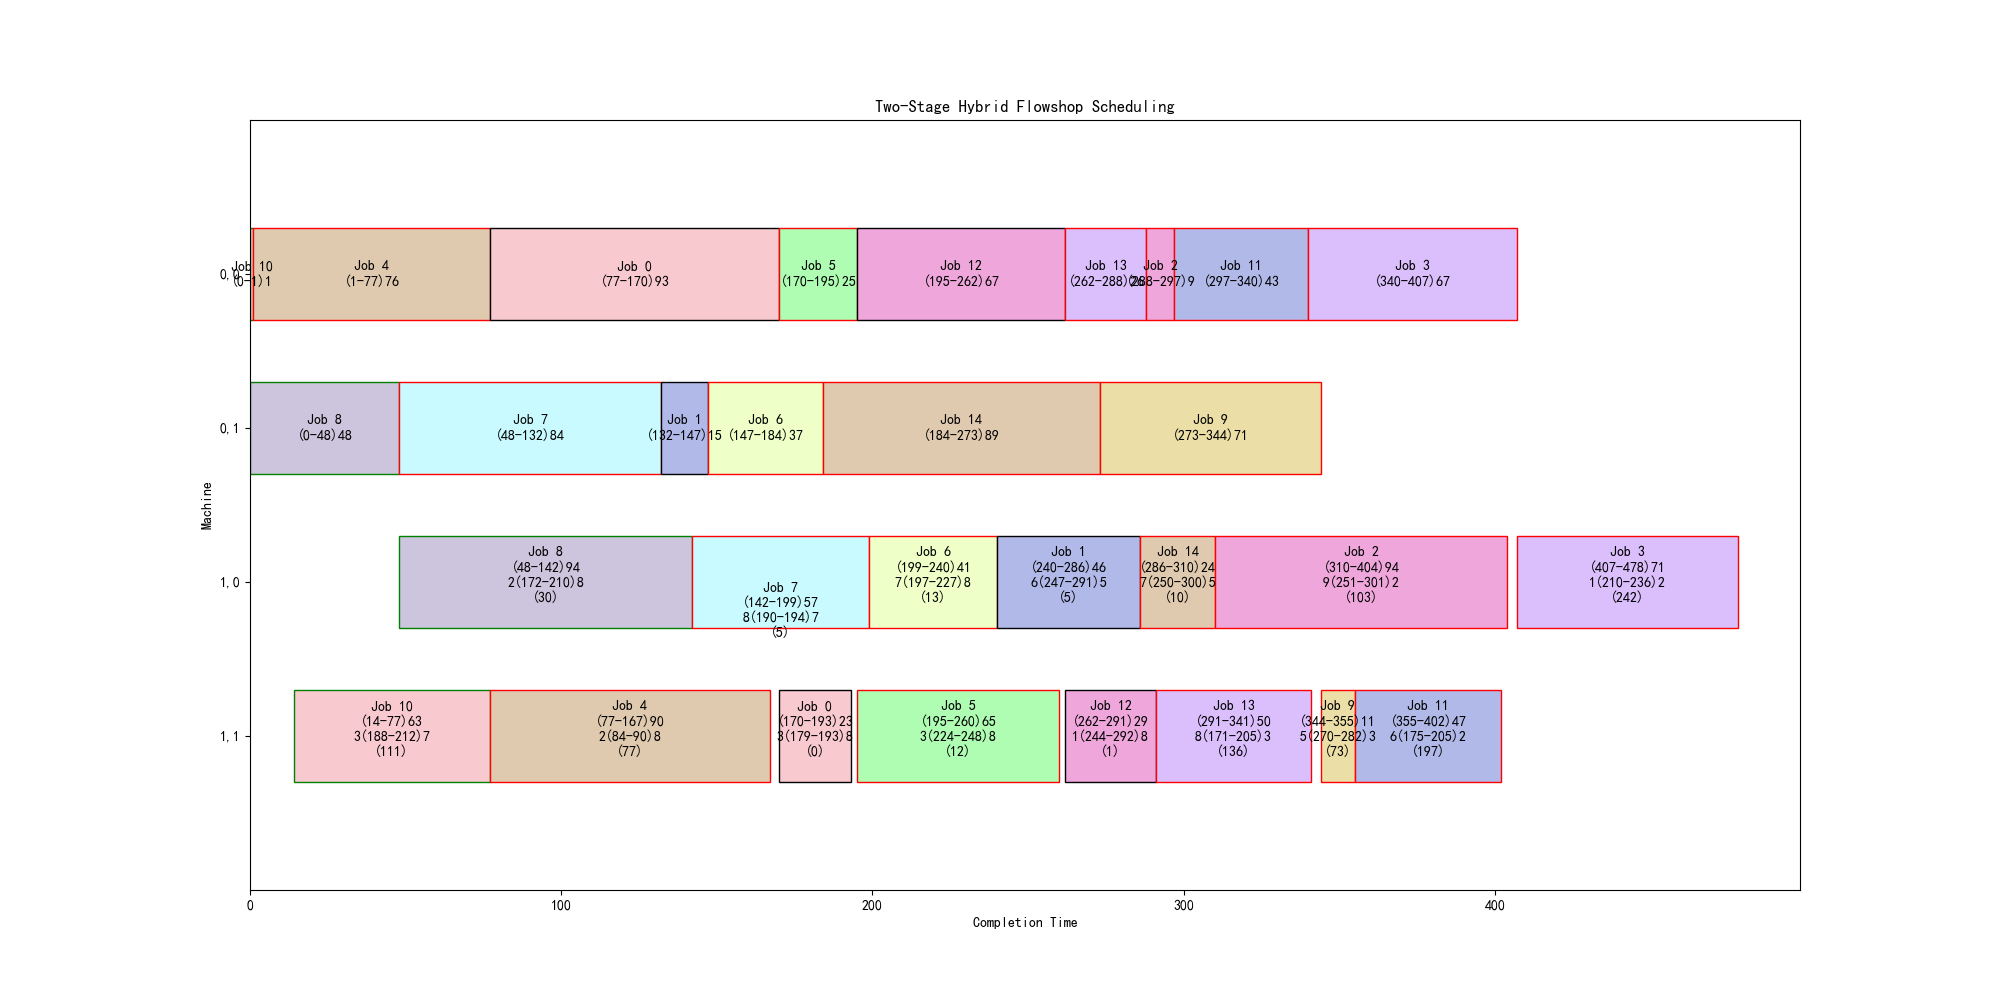 Two-Stage Hybrid Flowshop Scheduling
0,0
Job 10
(0-1)1
Job 4
(1-77)76
Job 0
(77-170)93
Job 5
(170-195)25
Job 12
(195-262)67
Job 13
(262-288)26
Job 2
(288-297)9
Job 11
(297-340)43
Job 3
(340-407)67
0,1
Job 8
(0-48)48
Job 7
(48-132)84
Job 1
(132-147)15
Job 6
(147-184)37
Job 14
(184-273)89
Job 9
(273-344)71
Machine
1,0
Job 8
(48-142)94
2(172-210)8
(30)
Job 7
(142-199)57
8(190-194)7
(5)
Job 6
(199-240)41
7(197-227)8
(13)
Job 1
(240-286)46
6(247-291)5
(5)
Job 14
(286-310)24
7(250-300)5
(10)
Job 2
(310-404)94
9(251-301)2
(103)
Job 3
(407-478)71
1(210-236)2
(242)
1,1
Job 10
(14-77)63
3(188-212)7
(111)
Job 4
(77-167)90
2(84-90)8
(77)
Job 0
(170-193)23
3(179-193)8
(0)
Job 5
(195-260)65
3(224-248)8
(12)
Job 12
(262-291)29
1(244-292)8
(1)
Job 13
(291-341)50
8(171-205)3
(136)
Job 9
(344-355)11
5(270-282)3
(73)
Job 11
(355-402)47
6(175-205)2
(197)
0
100
200
300
400
Completion Time